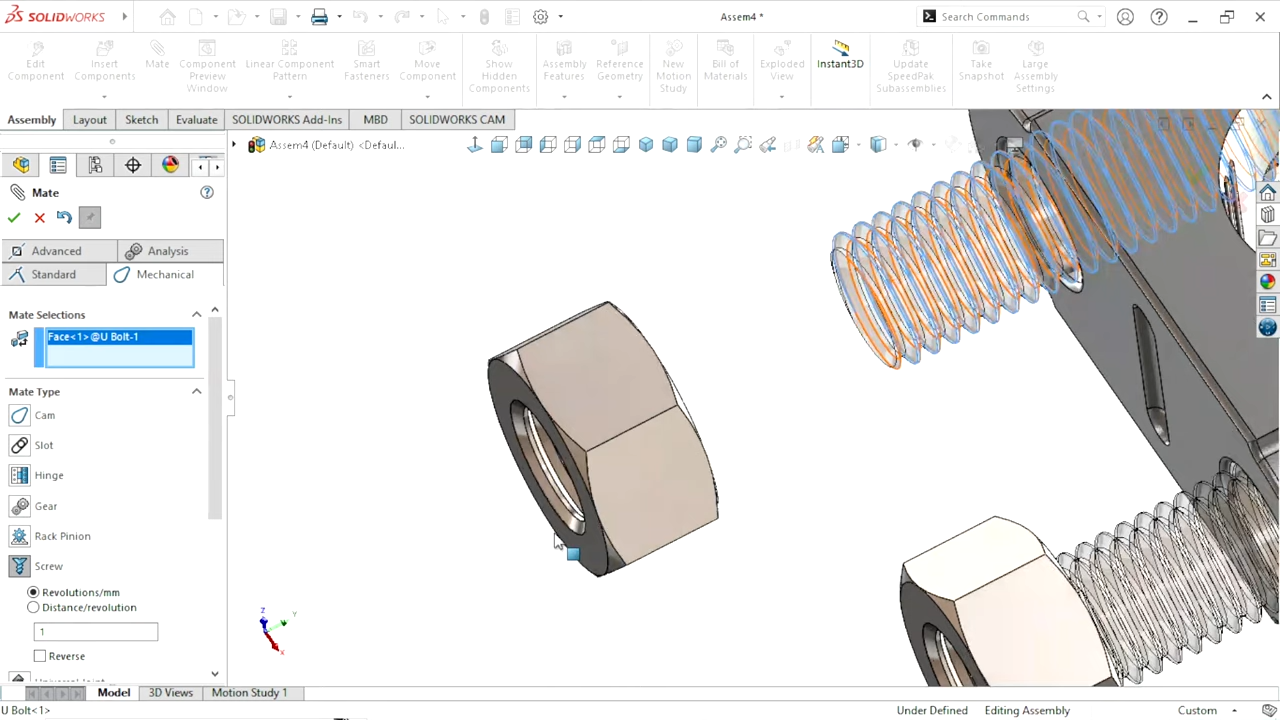 SOLIDWORKS
Assem4 *
Search Commands
Edit Component
Insert Components
Mate
Component Preview Window
Linear Component Pattern
Smart Fasteners
Move Component
Show Hidden Components
Assembly Features
Reference Geometry
New Motion Study
Bill of Materials
Exploded View
Instant3D
Update SpeedPak Subassemblies
Take Snapshot
Large Assembly Settings
Assembly
Layout
Sketch
Evaluate
SOLIDWORKS Add-Ins
MBD
SOLIDWORKS CAM
Assem4 (Default) <Defaul...
Mate
Advanced
Analysis
Standard
Mechanical
Mate Selections
Face<1>@U Bolt-1
Mate Type
Cam
Slot
Hinge
Gear
Rack Pinion
Screw
Revolutions/mm
Distance/revolution
1
Reverse
Z
Y
X
Model
3D Views
Motion Study 1
U Bolt<1>
Under Defined
Editing Assembly
Custom